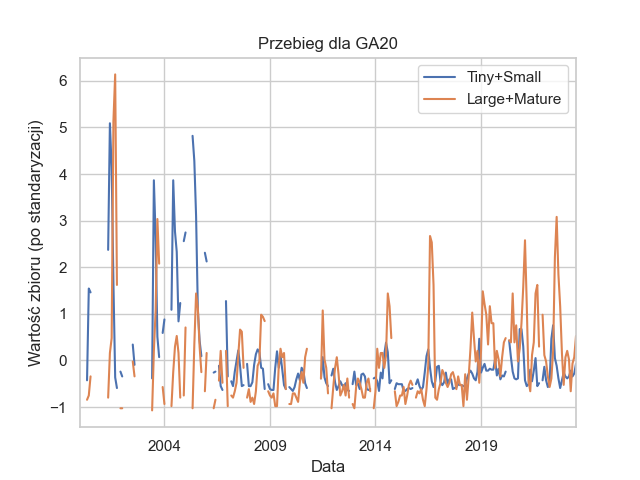 Przebieg dla GA20
Tiny+Small
Large+Mature
Wartość zbioru (po standaryzacji)
6
5
4
3
2
1
0
−1
2004
2009
2014
2019
Data